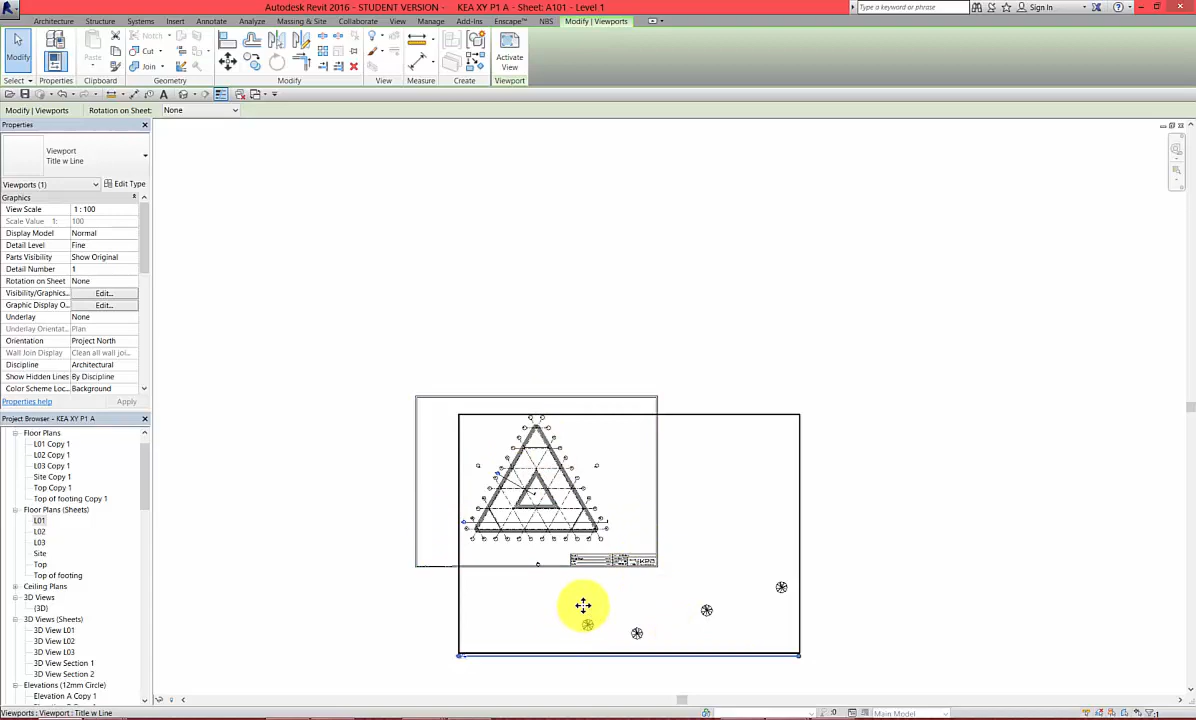 Autodesk Revit 2016 - STUDENT VERSION - KEA XY P1 A - Sheet: A101 - Level 1
Type a keyword or phrase
Sign In
Architecture Structure Systems Insert Annotate Analyze Massing & Site Collaborate View Manage Add-Ins Enscape™ NBS Modify | Viewports
Modify
Paste
Notch
Cut
Join
Activate View
Select Properties Clipboard Geometry Modify View Measure Create Viewport
Modify | Viewports Rotation on Sheet: None
Properties
Viewport
Title w Line
Viewports (1) Edit Type
Graphics
View Scale 1 : 100
Scale Value 1: 100
Display Model Normal
Detail Level Fine
Parts Visibility Show Original
Detail Number 1
Rotation on Sheet None
Visibility/Graphics... Edit...
Graphic Display O... Edit...
Underlay None
Underlay Orientat... Plan
Orientation Project North
Wall Join Display Clean all wall joi...
Discipline Architectural
Show Hidden Lines By Discipline
Color Scheme Loc... Background
Properties help Apply
Project Browser - KEA XY P1 A
Floor Plans
L01 Copy 1
L02 Copy 1
L03 Copy 1
Site Copy 1
Top Copy 1
Top of footing Copy 1
Floor Plans (Sheets)
L01
L02
L03
Site
Top
Top of footing
Ceiling Plans
3D Views
{3D}
3D Views (Sheets)
3D View L01
3D View L02
3D View L03
3D View Section 1
3D View Section 2
Elevations (12mm Circle)
Elevation A Copy 1
Viewports : Viewport : Title w Line
:0
Main Model